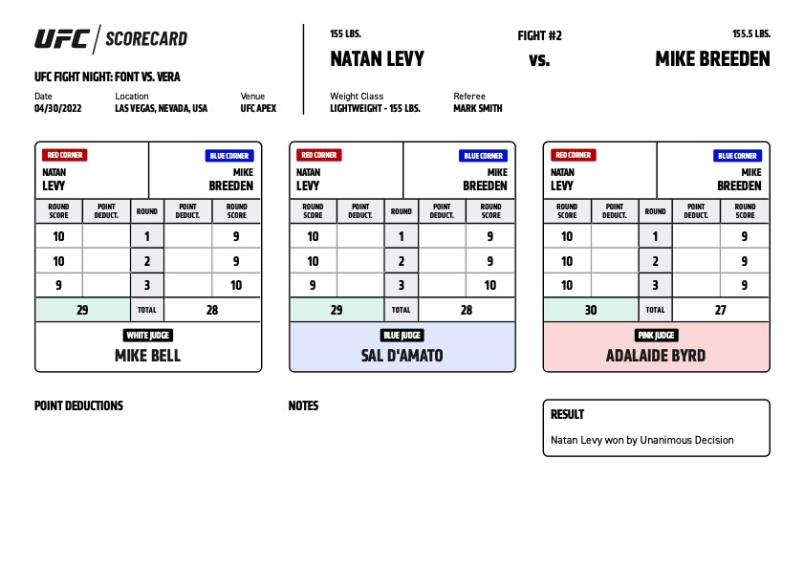 UFC / SCORECARD
UFC FIGHT NIGHT: FONT VS. VERA
Date Location Venue
04/30/2022 LAS VEGAS, NEVADA, USA UFC APEX
155 LBS. FIGHT #2 155.5 LBS.
NATAN LEVY VS. MIKE BREEDEN
Weight Class Referee
LIGHTWEIGHT - 155 LBS. MARK SMITH
RED CORNER BLUE CORNER
NATAN MIKE
LEVY BREEDEN
ROUND SCORE POINT DEDUCT. ROUND POINT DEDUCT. ROUND SCORE
10 1 9
10 2 9
9 3 10
29 TOTAL 28
WHITE JUDGE
MIKE BELL
RED CORNER BLUE CORNER
NATAN MIKE
LEVY BREEDEN
ROUND SCORE POINT DEDUCT. ROUND POINT DEDUCT. ROUND SCORE
10 1 9
10 2 9
9 3 10
29 TOTAL 28
BLUE JUDGE
SAL D'AMATO
RED CORNER BLUE CORNER
NATAN MIKE
LEVY BREEDEN
ROUND SCORE POINT DEDUCT. ROUND POINT DEDUCT. ROUND SCORE
10 1 9
10 2 9
10 3 9
30 TOTAL 27
PINK JUDGE
ADALAIDE BYRD
POINT DEDUCTIONS
NOTES
RESULT
Natan Levy won by Unanimous Decision